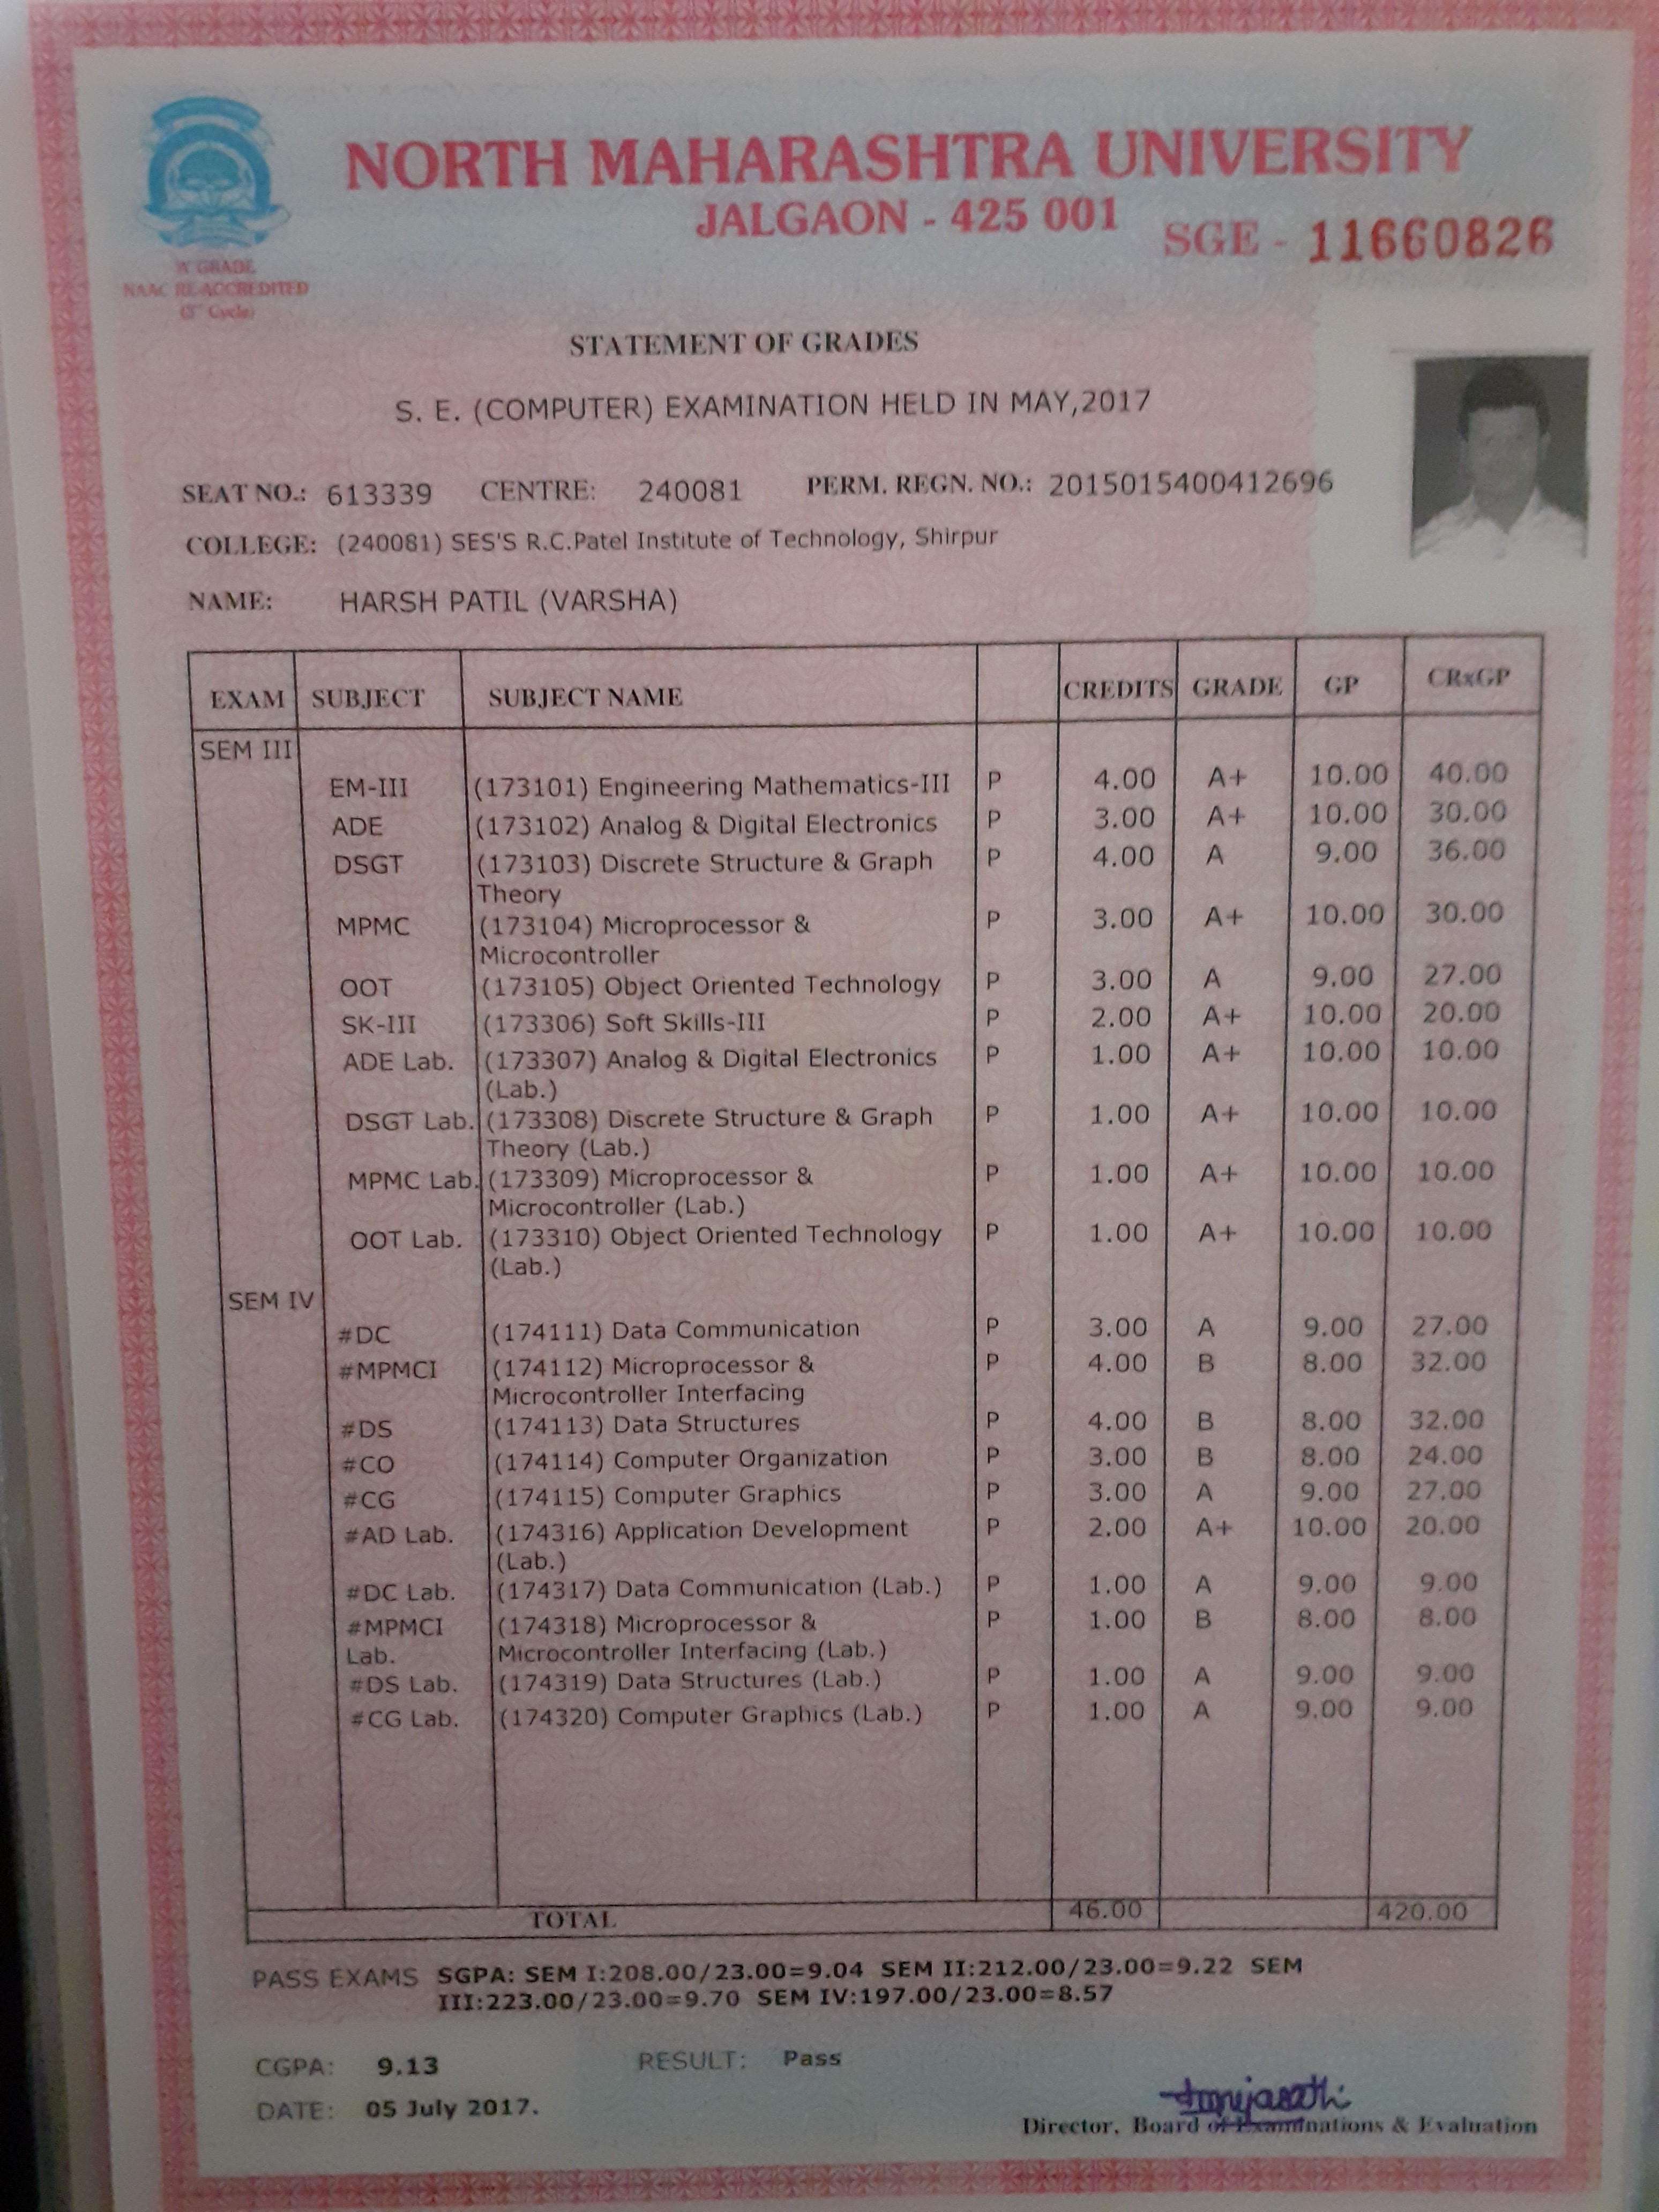 NORTH MAHARASHTRA UNIVERSITY
JALGAON - 425 001
SGE - 11660826
'A' GRADE
NAAC RE-ACCREDITED
(3rd Cycle)
STATEMENT OF GRADES
S. E. (COMPUTER) EXAMINATION HELD IN MAY,2017
SEAT NO.: 613339 CENTRE: 240081 PERM. REGN. NO.: 2015015400412696
COLLEGE: (240081) SES'S R.C.Patel Institute of Technology, Shirpur
NAME: HARSH PATIL (VARSHA)
EXAM SUBJECT SUBJECT NAME CREDITS GRADE GP CRxGP
SEM III
EM-III (173101) Engineering Mathematics-III P 4.00 A+ 10.00 40.00
ADE (173102) Analog & Digital Electronics P 3.00 A+ 10.00 30.00
DSGT (173103) Discrete Structure & Graph P 4.00 A 9.00 36.00
Theory
MPMC (173104) Microprocessor & P 3.00 A+ 10.00 30.00
Microcontroller
OOT (173105) Object Oriented Technology P 3.00 A 9.00 27.00
SK-III (173306) Soft Skills-III P 2.00 A+ 10.00 20.00
ADE Lab. (173307) Analog & Digital Electronics P 1.00 A+ 10.00 10.00
(Lab.)
DSGT Lab. (173308) Discrete Structure & Graph P 1.00 A+ 10.00 10.00
Theory (Lab.)
MPMC Lab. (173309) Microprocessor & P 1.00 A+ 10.00 10.00
Microcontroller (Lab.)
OOT Lab. (173310) Object Oriented Technology P 1.00 A+ 10.00 10.00
(Lab.)
SEM IV
#DC (174111) Data Communication P 3.00 A 9.00 27.00
#MPMCI (174112) Microprocessor & P 4.00 B 8.00 32.00
Microcontroller Interfacing
#DS (174113) Data Structures P 4.00 B 8.00 32.00
#CO (174114) Computer Organization P 3.00 B 8.00 24.00
#CG (174115) Computer Graphics P 3.00 A 9.00 27.00
#AD Lab. (174316) Application Development P 2.00 A+ 10.00 20.00
(Lab.)
#DC Lab. (174317) Data Communication (Lab.) P 1.00 A 9.00 9.00
#MPMCI (174318) Microprocessor & P 1.00 B 8.00 8.00
Lab. Microcontroller Interfacing (Lab.)
#DS Lab. (174319) Data Structures (Lab.) P 1.00 A 9.00 9.00
#CG Lab. (174320) Computer Graphics (Lab.) P 1.00 A 9.00 9.00
TOTAL 46.00 420.00
PASS EXAMS SGPA: SEM I:208.00/23.00=9.04 SEM II:212.00/23.00=9.22 SEM
III:223.00/23.00=9.70 SEM IV:197.00/23.00=8.57
CGPA: 9.13 RESULT: Pass
DATE: 05 July 2017.
Director, Board of Examinations & Evaluation